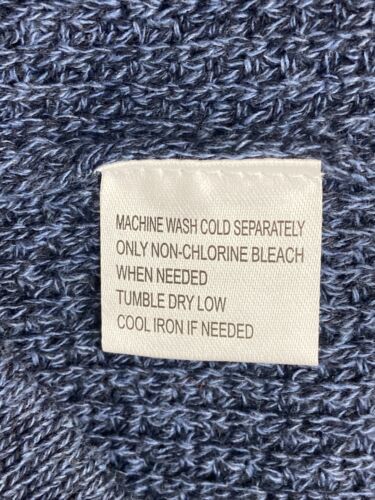 MACHINE WASH COLD SEPARATELY
ONLY NON-CHLORINE BLEACH
WHEN NEEDED
TUMBLE DRY LOW
COOL IRON IF NEEDED